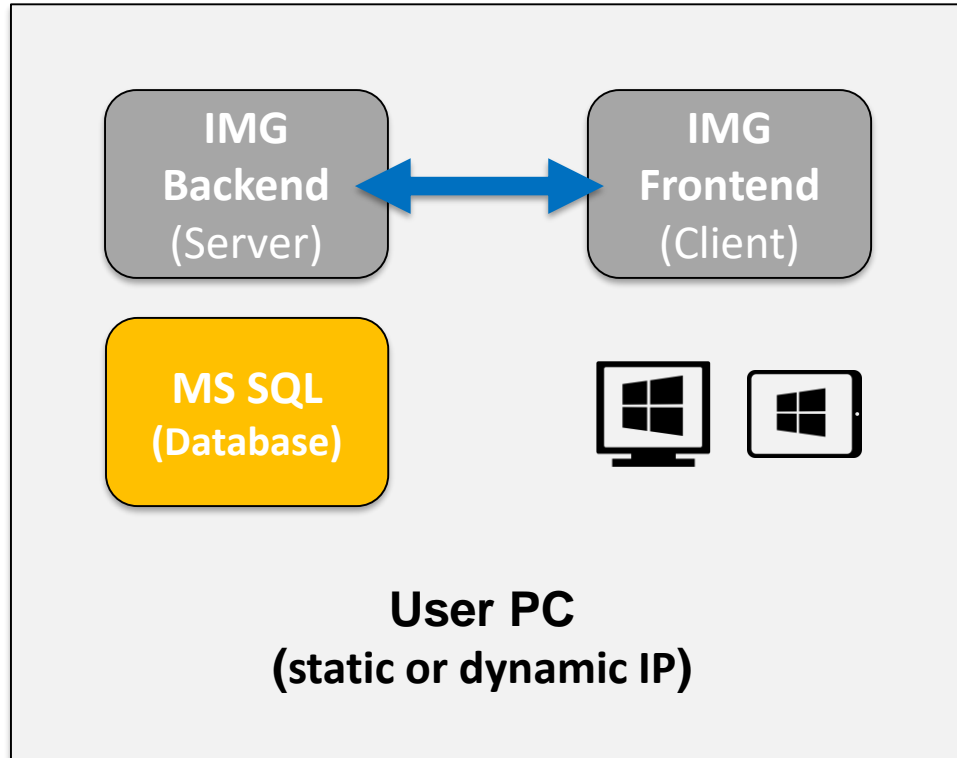 IMG
Backend
(Server)
IMG
Frontend
(Client)
MS SQL
(Database)
User PC
(static or dynamic IP)